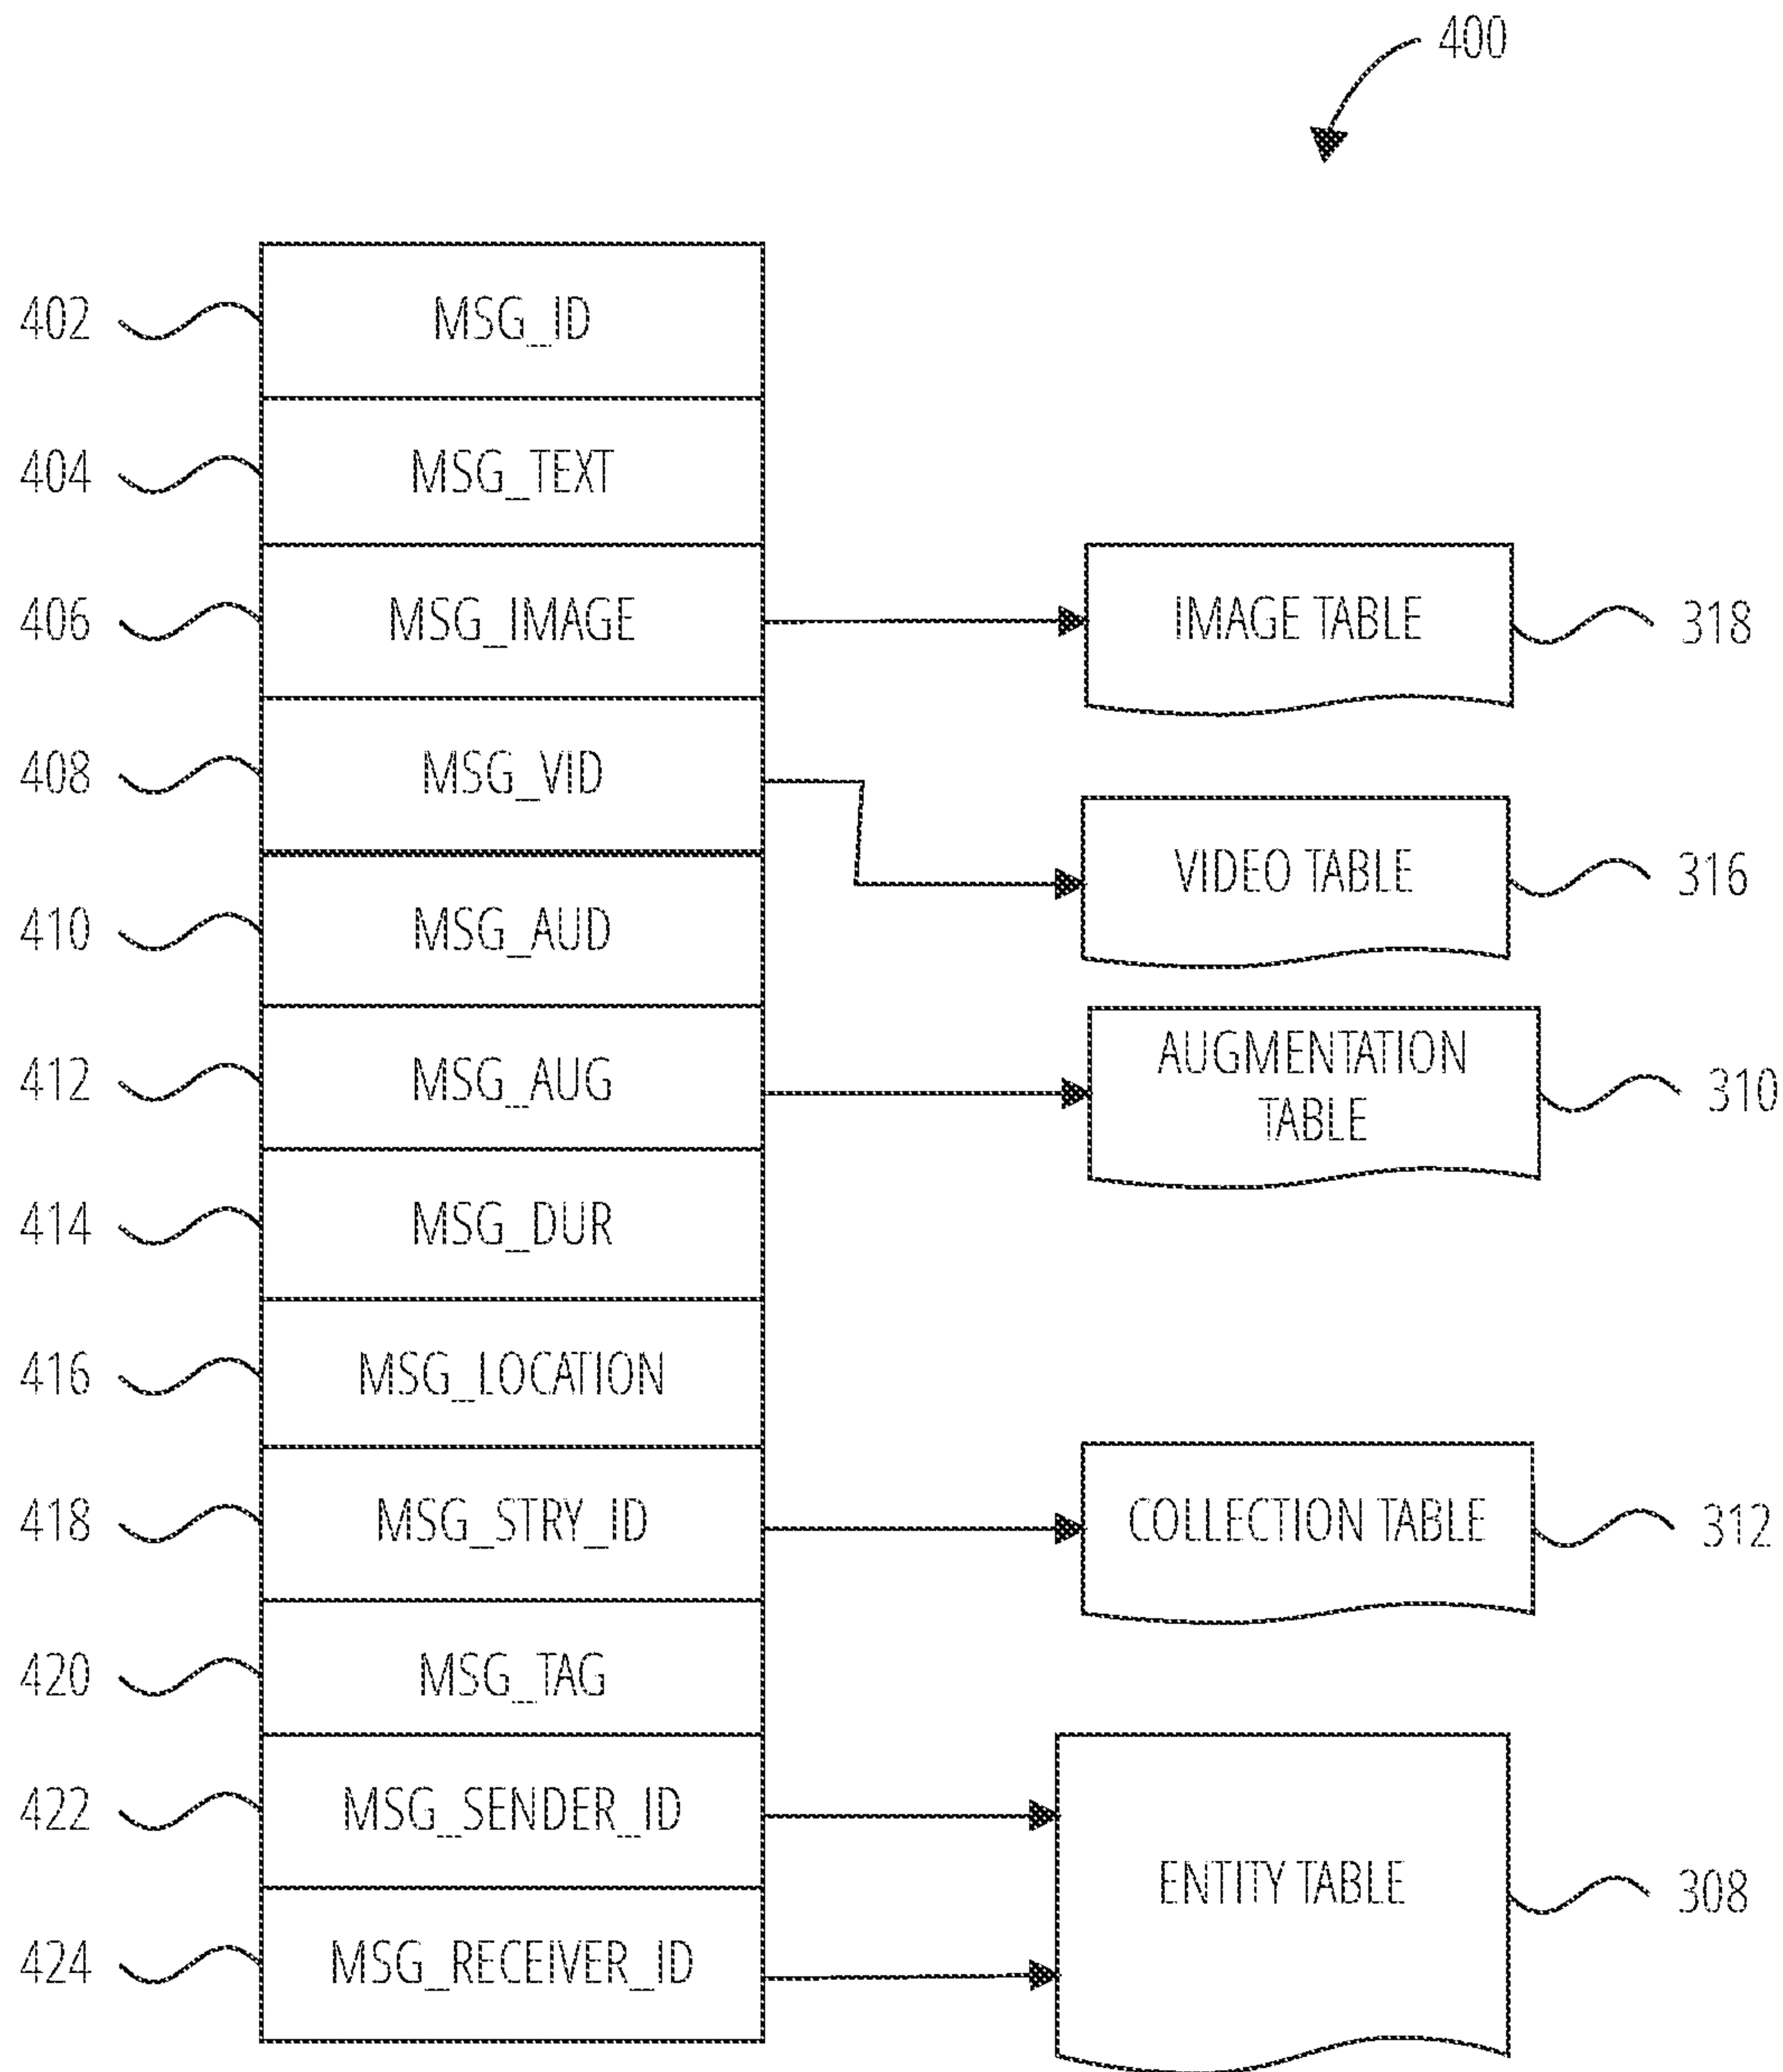 400
402 MSG_ID
404 MSG_TEXT
406 MSG_IMAGE IMAGE TABLE 318
408 MSG_VID
VIDEO TABLE 316
410 MSG_AUD
412 MSG_AUG AUGMENTATION TABLE 310
414 MSG_DUR
416 MSG_LOCATION
418 MSG_STRY_ID COLLECTION TABLE 312
420 MSG_TAG
422 MSG_SENDER_ID
ENTITY TABLE 308
424 MSG_RECEIVER_ID